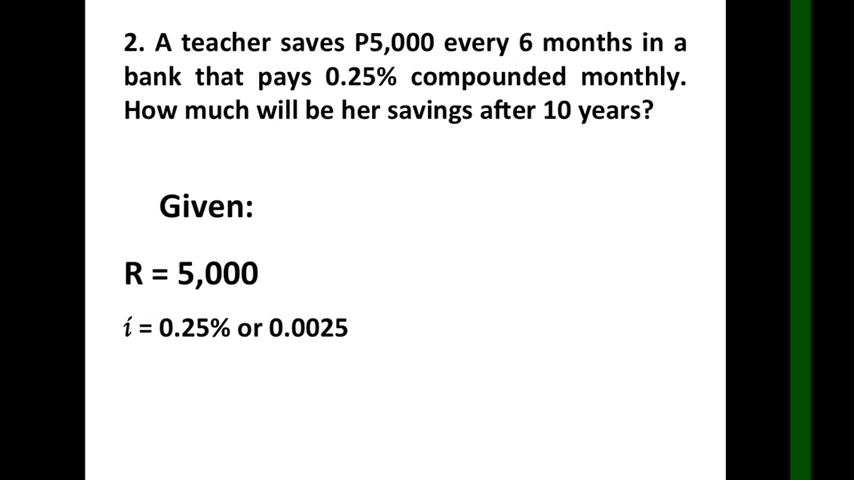 2. A teacher saves P5,000 every 6 months in a
bank that pays 0.25% compounded monthly.
How much will be her savings after 10 years?
Given:
R = 5,000
í = 0.25% or 0.0025